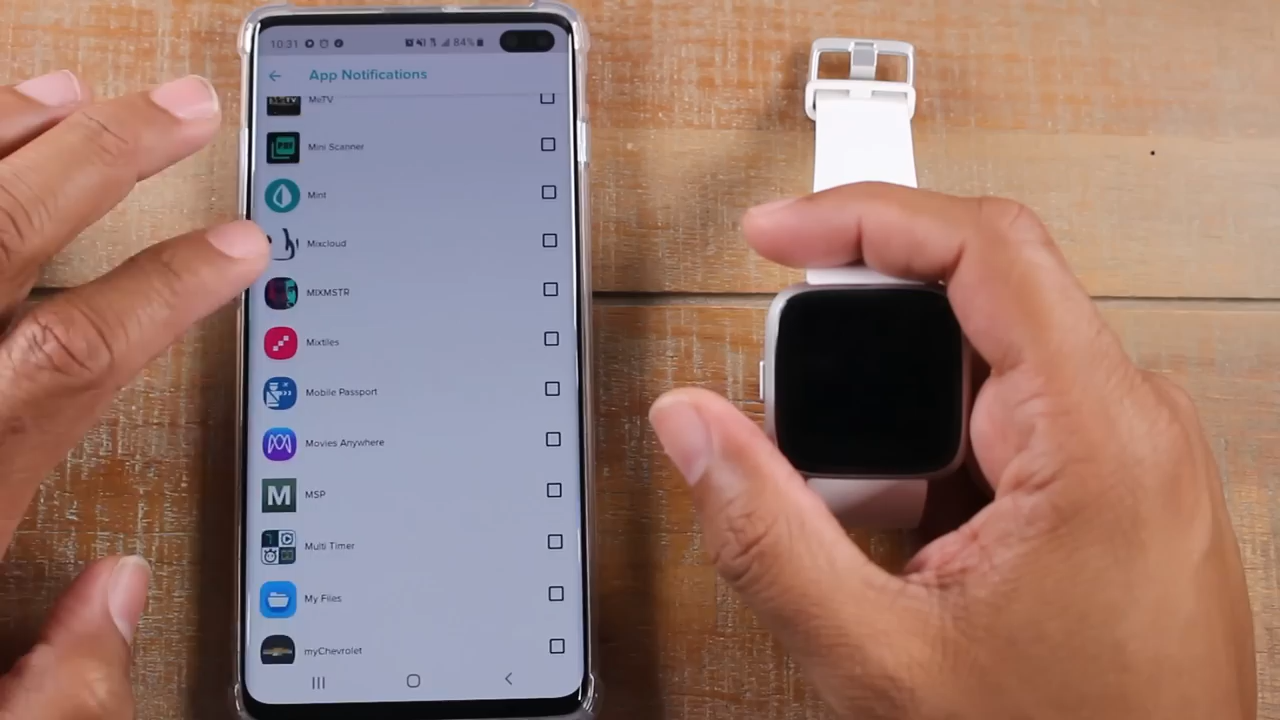 10:31 84%
App Notifications
MeTV
Mini Scanner
Mint
Mixcloud
MIXMSTR
Mixtiles
Mobile Passport
Movies Anywhere
M MSP
Multi Timer
My Files
myChevrolet